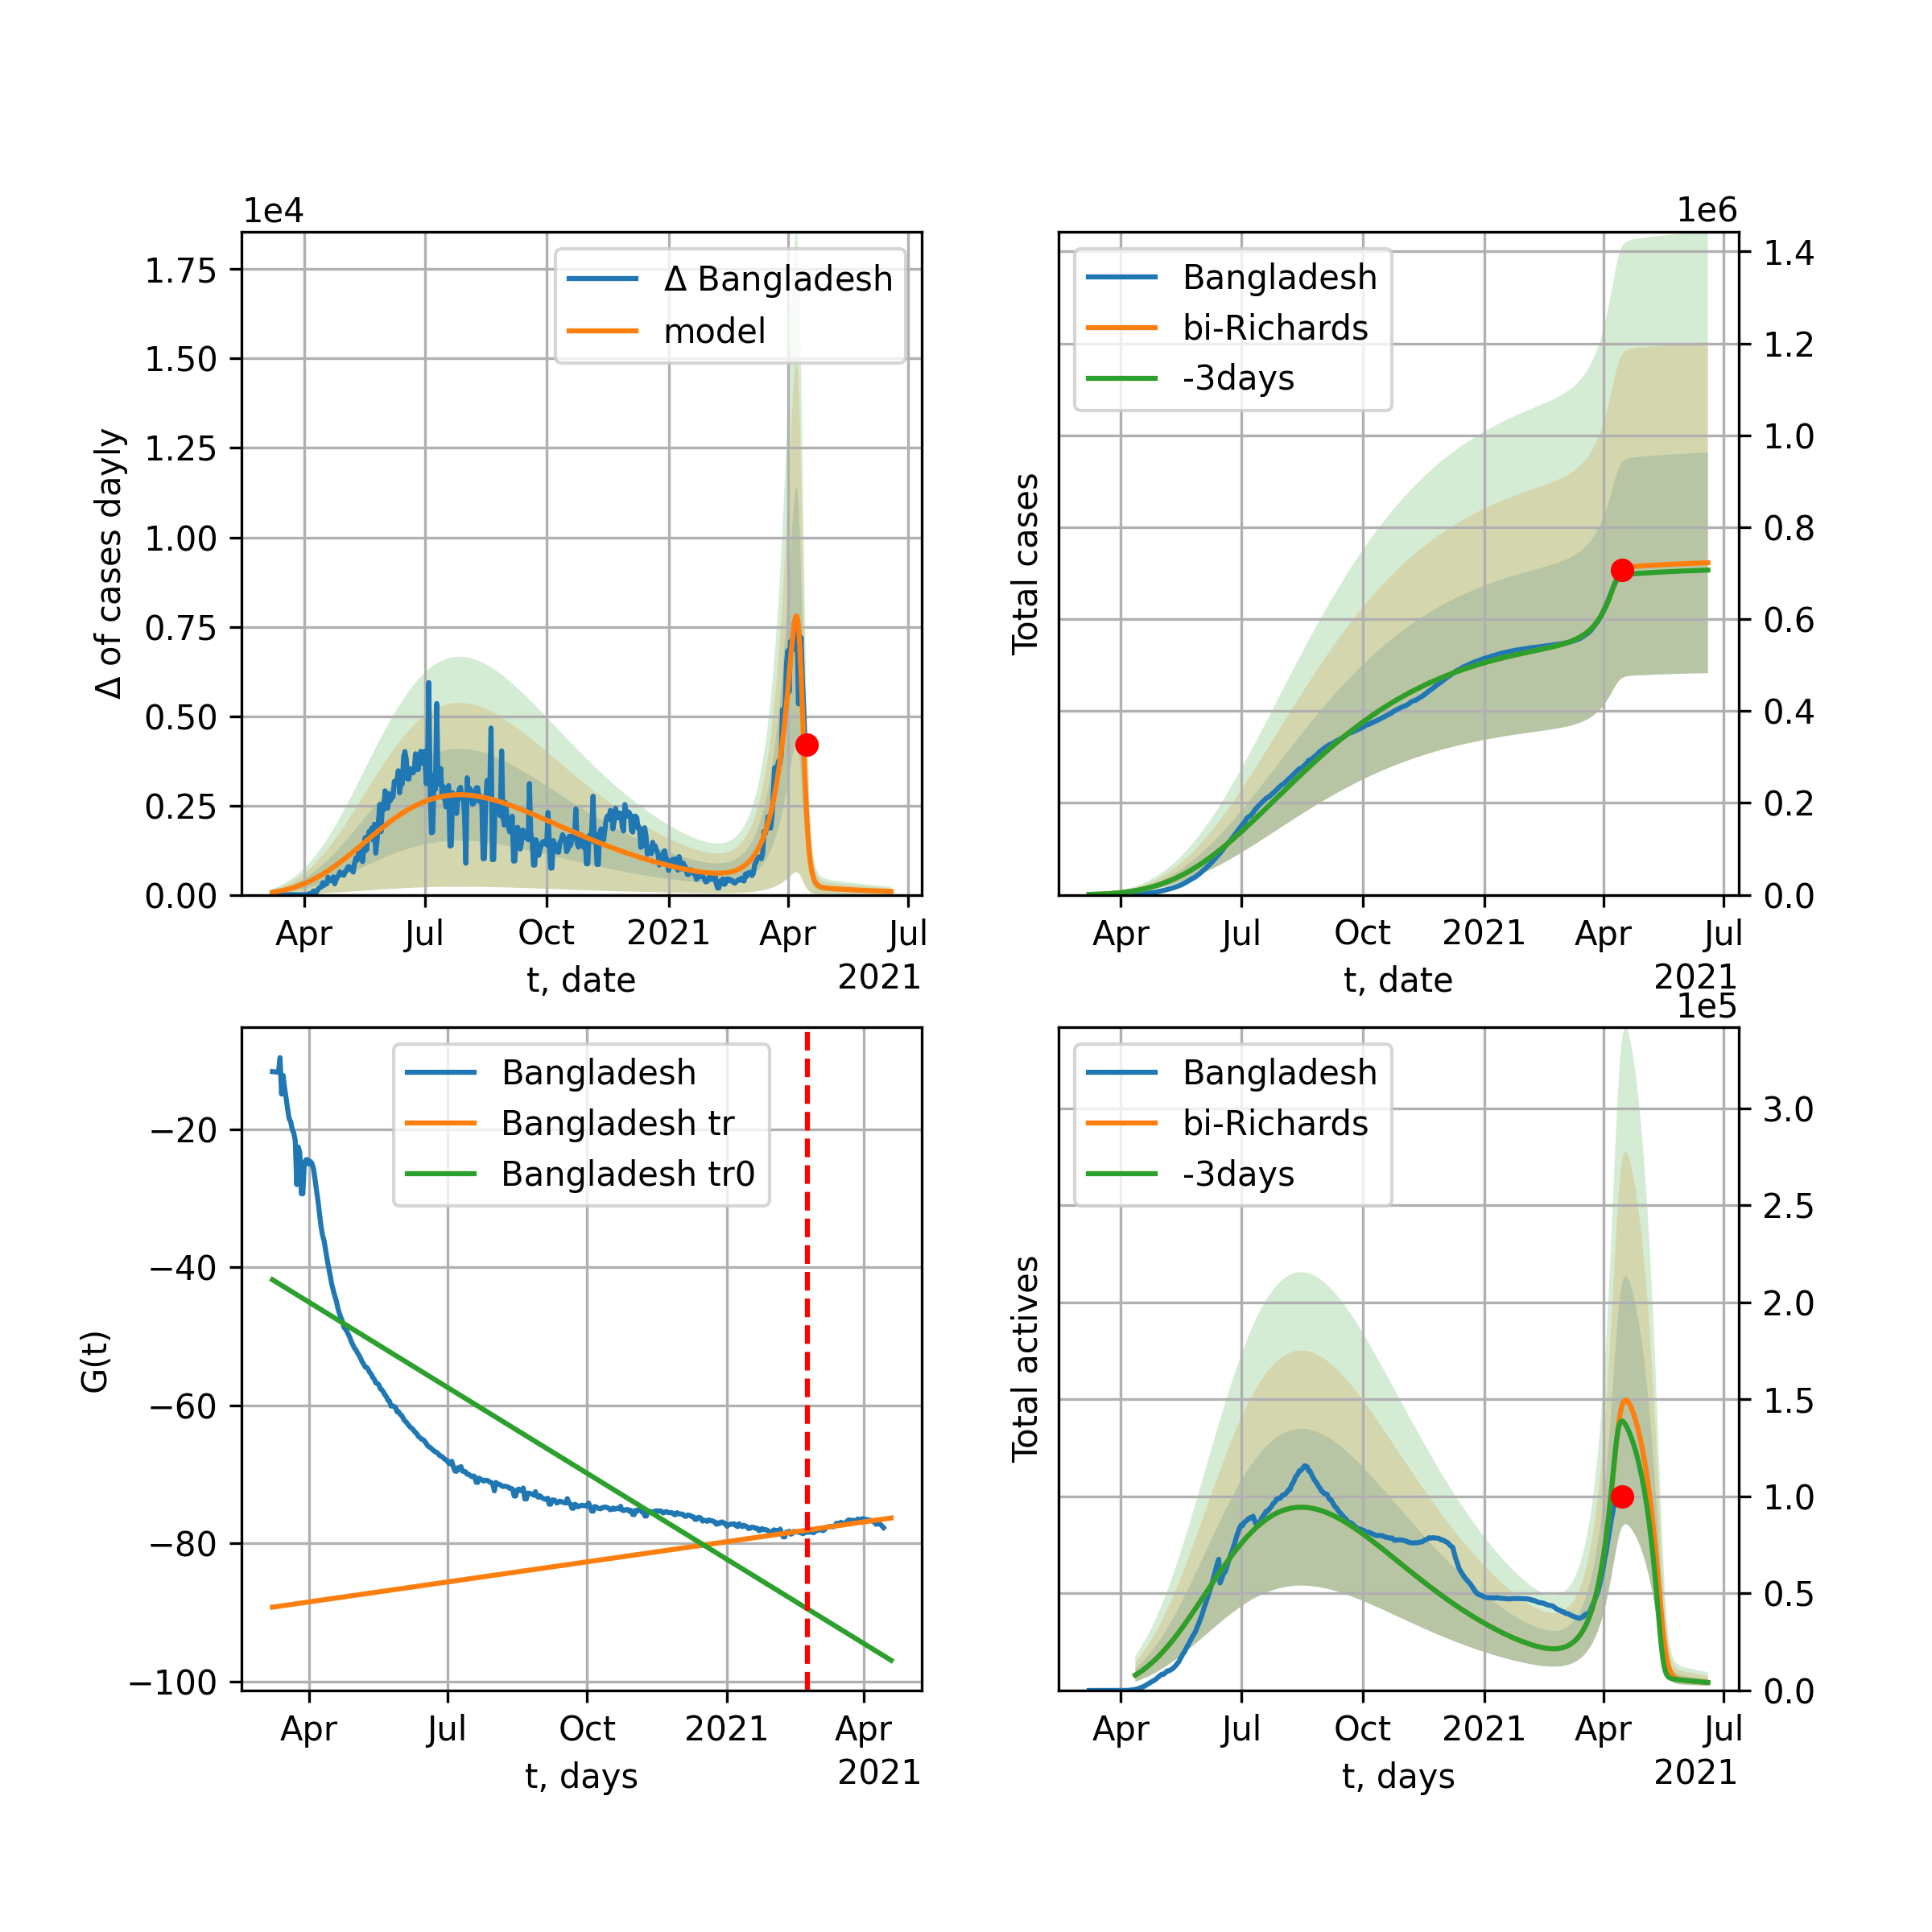 1e4
Δ of cases dayly
1.75
1.50
1.25
1.00
0.75
0.50
0.25
0.00
Δ Bangladesh
model
Apr
Jul
Oct
2021
Apr
Jul
t, date
2021
1e6
Total cases
Bangladesh
bi-Richards
-3days
1.4
1.2
1.0
0.8
0.6
0.4
0.2
0.0
Apr
Jul
Oct
2021
Apr
Jul
t, date
2021
G(t)
−20
−40
−60
−80
−100
Bangladesh
Bangladesh tr
Bangladesh tr0
Apr
Jul
Oct
2021
Apr
t, days
2021
1e5
Total actives
Bangladesh
bi-Richards
-3days
3.0
2.5
2.0
1.5
1.0
0.5
0.0
Apr
Jul
Oct
2021
Apr
Jul
t, days
2021